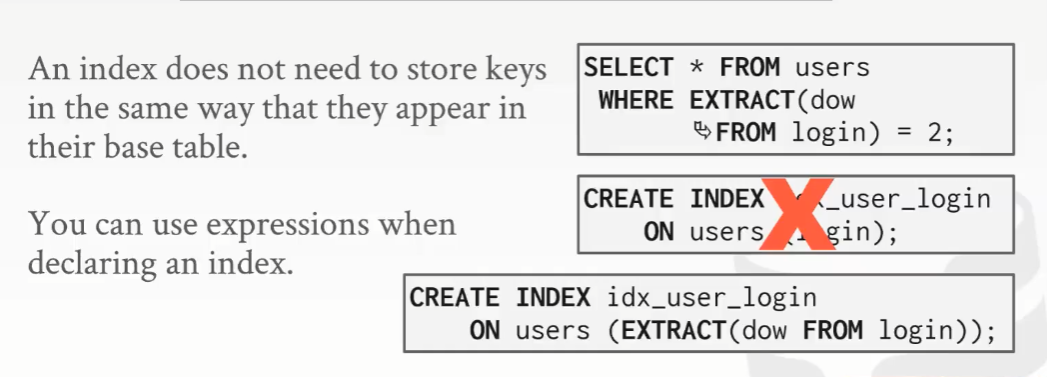 An index does not need to store keys
in the same way that they appear in
their base table.
You can use expressions when
declaring an index.
SELECT * FROM users
WHERE EXTRACT(dow
FROM login) = 2;
CREATE INDEX _user_login
ON users gin);
CREATE INDEX idx_user_login
ON users (EXTRACT(dow FROM login));